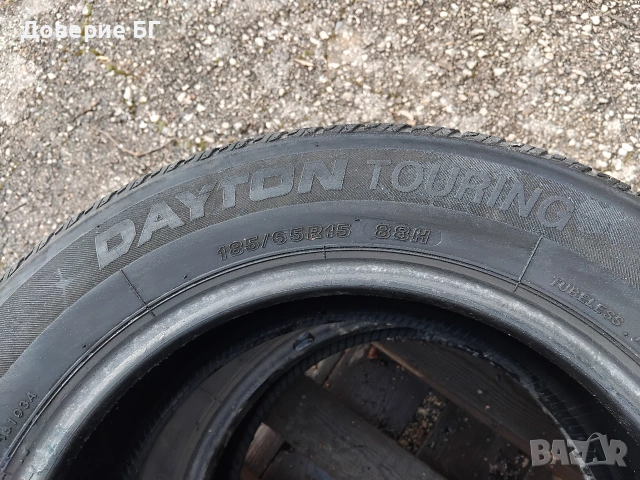 Доверие БГ
DAYTON TOURING
185/65R15 88H
TUBELESS
BAZAR